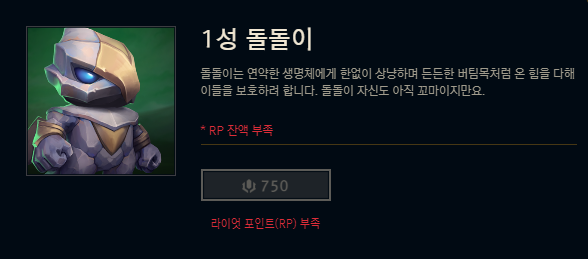 1성 돌돌이
돌돌이는 연약한 생명체에게 한없이 상냥하며 든든한 버팀목처럼 온 힘을 다해
이들을 보호하려 합니다. 돌돌이 자신도 아직 꼬마이지만요.
* RP 잔액 부족
750
라이엇 포인트(RP) 부족